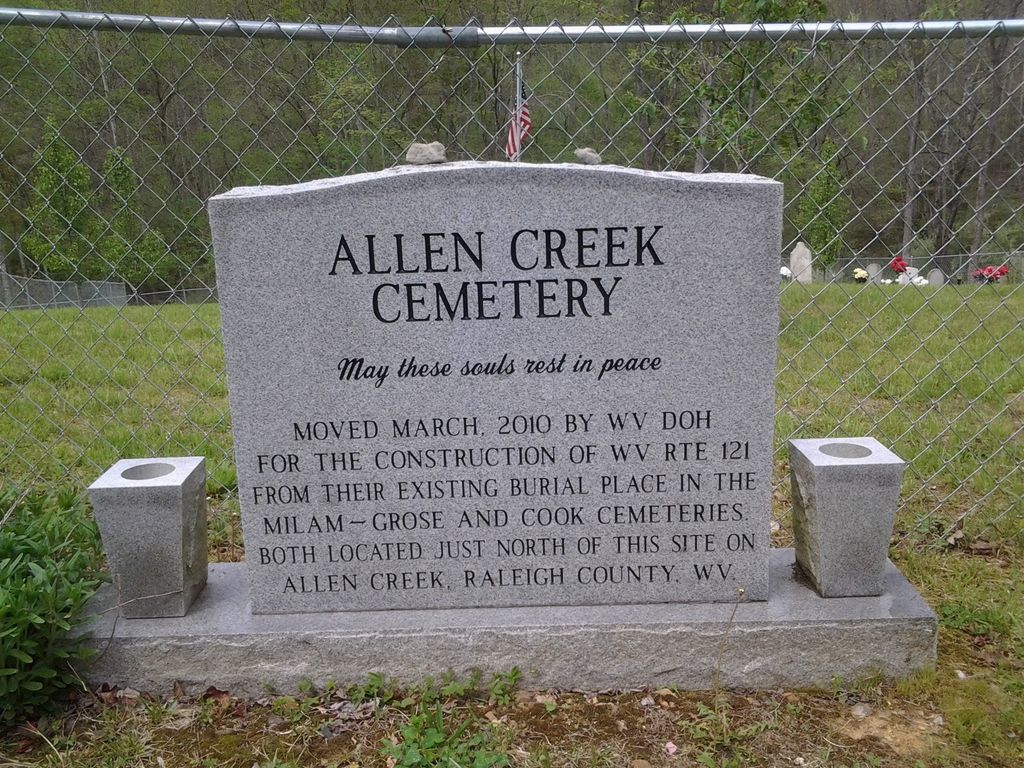 ALLEN CREEK
CEMETERY
May these souls rest in peace
MOVED MARCH, 2010 BY WV DOH
FOR THE CONSTRUCTION OF WV RTE 121
FROM THEIR EXISTING BURIAL PLACE IN THE
MILAM-GROSE AND COOK CEMETERIES.
BOTH LOCATED JUST NORTH OF THIS SITE ON
ALLEN CREEK, RALEIGH COUNTY, WV.